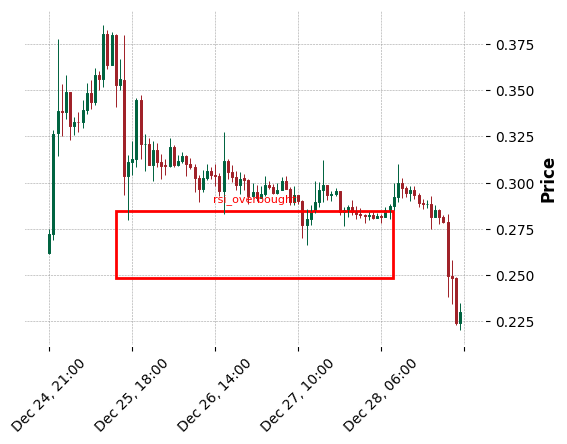 0.375
0.350
0.325
0.300
0.275
0.250
0.225
Price
rsi_overbought
Dec 24, 21:00
Dec 25, 18:00
Dec 26, 14:00
Dec 27, 10:00
Dec 28, 06:00